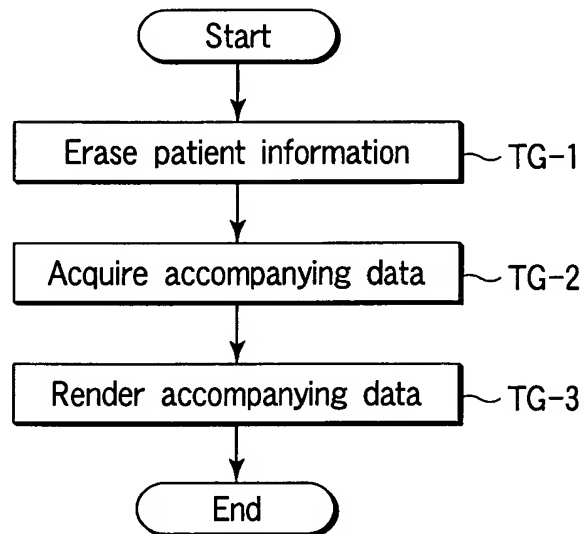 Start
Erase patient information
TG-1
Acquire accompanying data
TG-2
Render accompanying data
TG-3
End